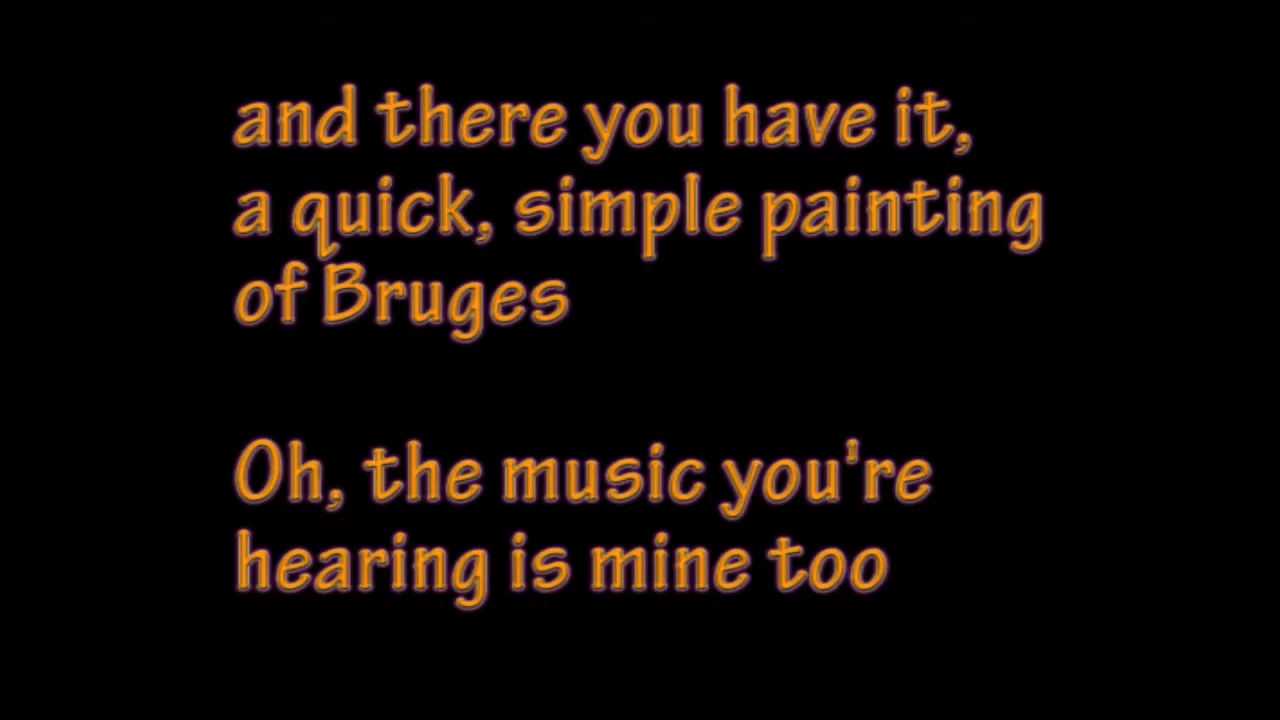 and there you have it,
a quick, simple painting
of Bruges
Oh, the music you're
hearing is mine too